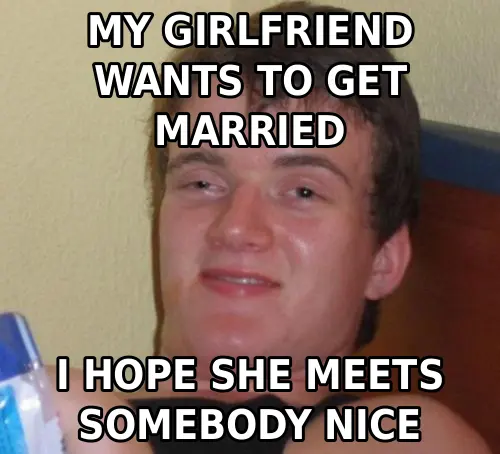 MY GIRLFRIEND
WANTS TO GET
MARRIED
I HOPE SHE MEETS
SOMEBODY NICE